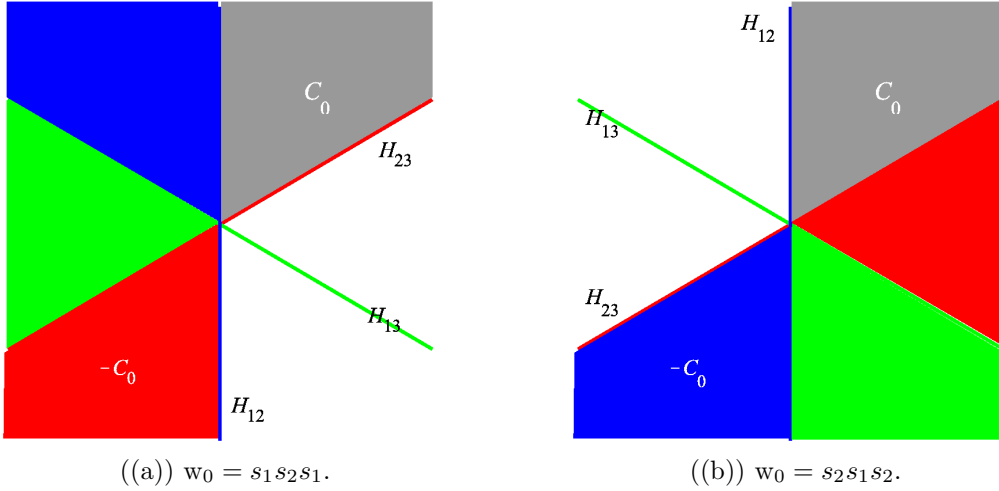 C₀
H₂₃
H₁₃
-C₀
H₁₂
((a)) w₀ = s₁s₂s₁.
H₁₂
C₀
H₁₃
H₂₃
-C₀
((b)) w₀ = s₂s₁s₂.